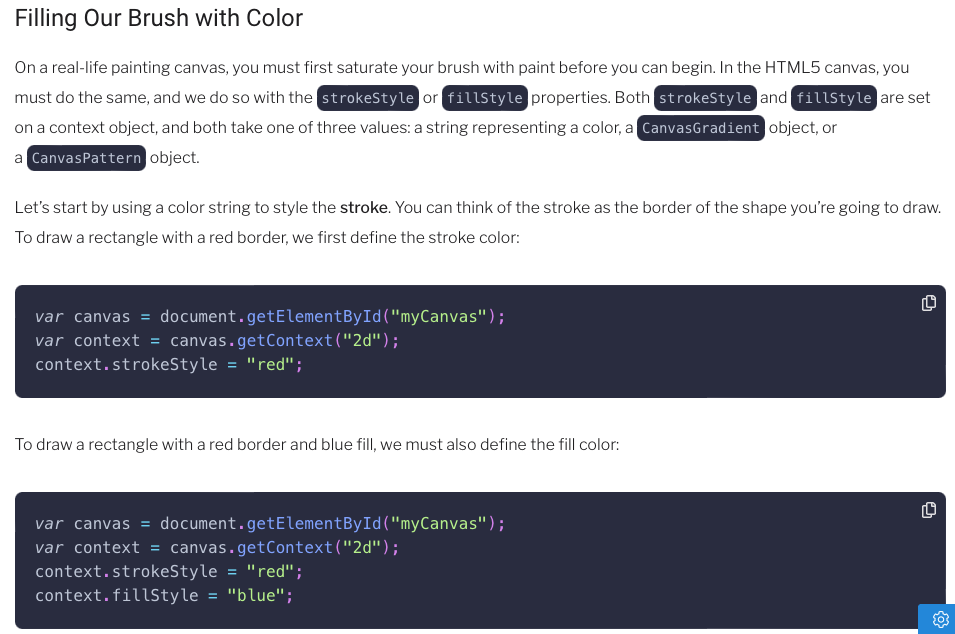 Filling Our Brush with Color
On a real-life painting canvas, you must first saturate your brush with paint before you can begin. In the HTML5 canvas, you
must do the same, and we do so with the strokeStyle or fillStyle properties. Both strokeStyle and fillStyle are set
on a context object, and both take one of three values: a string representing a color, a CanvasGradient object, or
a CanvasPattern object.
Let’s start by using a color string to style the stroke. You can think of the stroke as the border of the shape you’re going to draw.
To draw a rectangle with a red border, we first define the stroke color:
var canvas = document.getElementById("myCanvas");
var context = canvas.getContext("2d");
context.strokeStyle = "red";
To draw a rectangle with a red border and blue fill, we must also define the fill color:
var canvas = document.getElementById("myCanvas");
var context = canvas.getContext("2d");
context.strokeStyle = "red";
context.fillStyle = "blue";